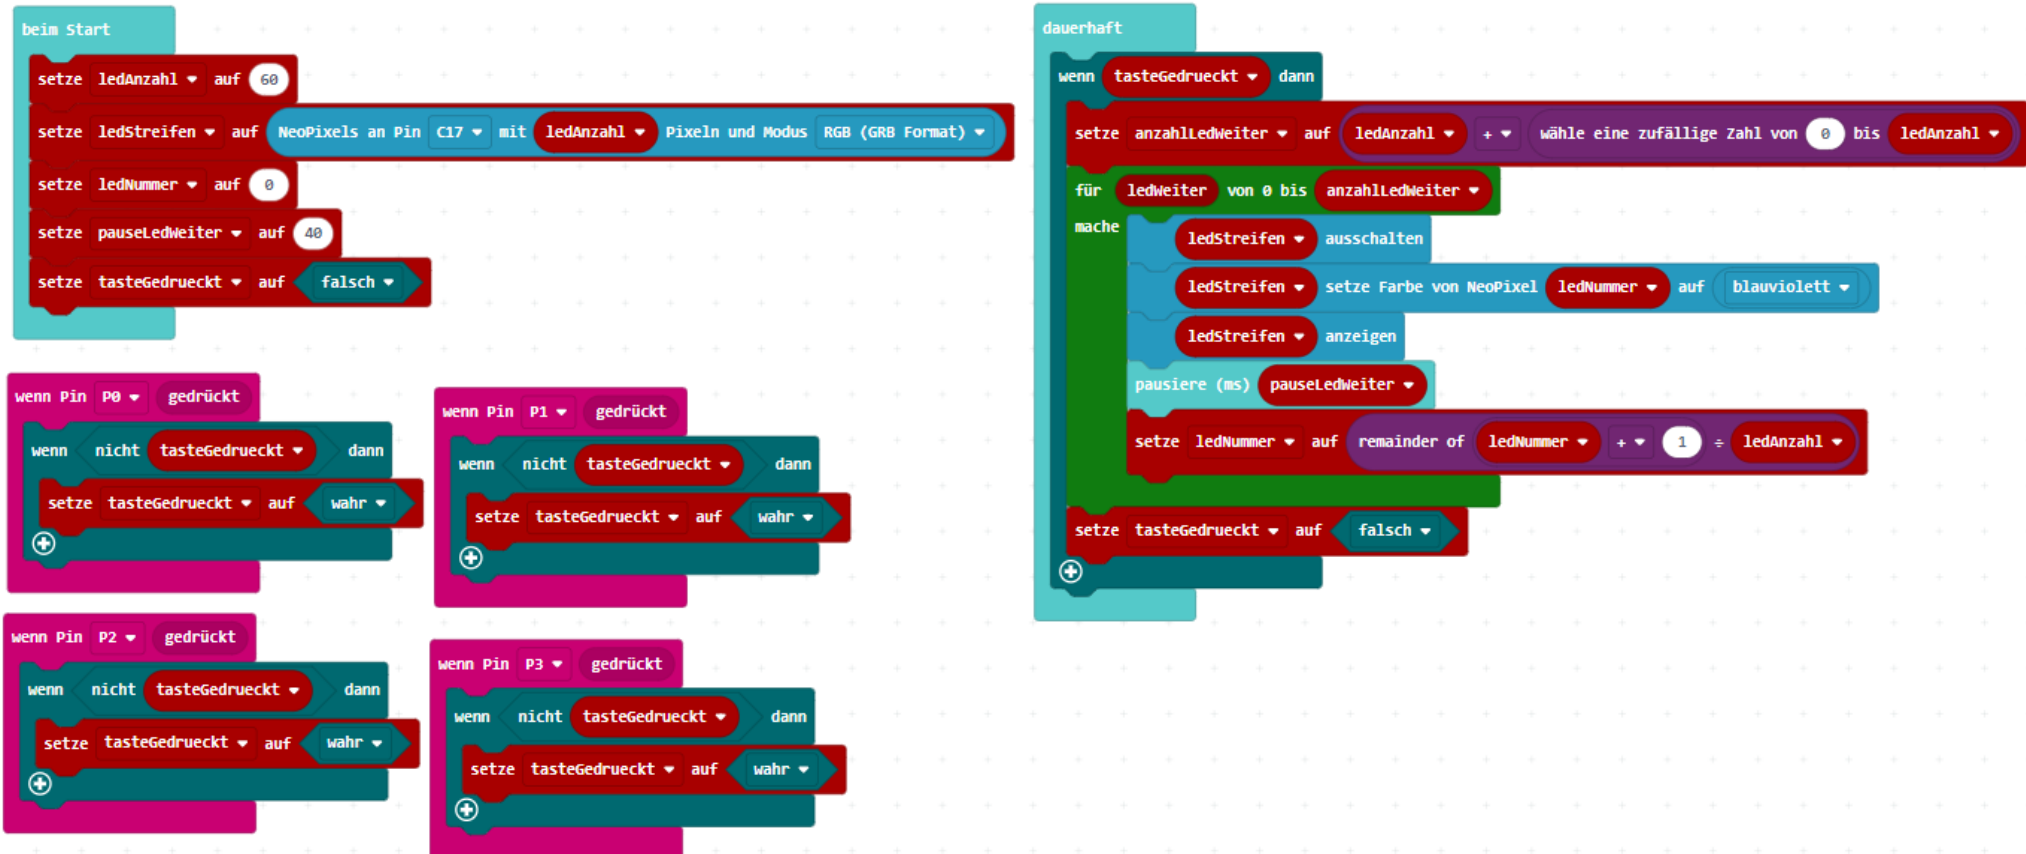 beim Start
setze ledAnzahl auf 60
setze ledStreifen auf NeoPixels an Pin C17 mit ledAnzahl Pixeln und Modus RGB (GRB Format)
setze ledNummer auf 0
setze pauseLedWeiter auf 40
setze tasteGedrueckt auf falsch
wenn Pin P0 gedrückt
wenn nicht tasteGedrueckt dann
setze tasteGedrueckt auf wahr
wenn Pin P1 gedrückt
wenn nicht tasteGedrueckt dann
setze tasteGedrueckt auf wahr
wenn Pin P2 gedrückt
wenn nicht tasteGedrueckt dann
setze tasteGedrueckt auf wahr
wenn Pin P3 gedrückt
wenn nicht tasteGedrueckt dann
setze tasteGedrueckt auf wahr
dauerhaft
wenn tasteGedrueckt dann
setze anzahlLedWeiter auf ledAnzahl + wähle eine zufällige Zahl von 0 bis ledAnzahl
für ledWeiter von 0 bis anzahlLedWeiter
mache
ledStreifen ausschalten
ledStreifen setze Farbe von NeoPixel ledNummer auf blauviolett
ledStreifen anzeigen
pausiere (ms) pauseLedWeiter
setze ledNummer auf remainder of ledNummer + 1 ÷ ledAnzahl
setze tasteGedrueckt auf falsch